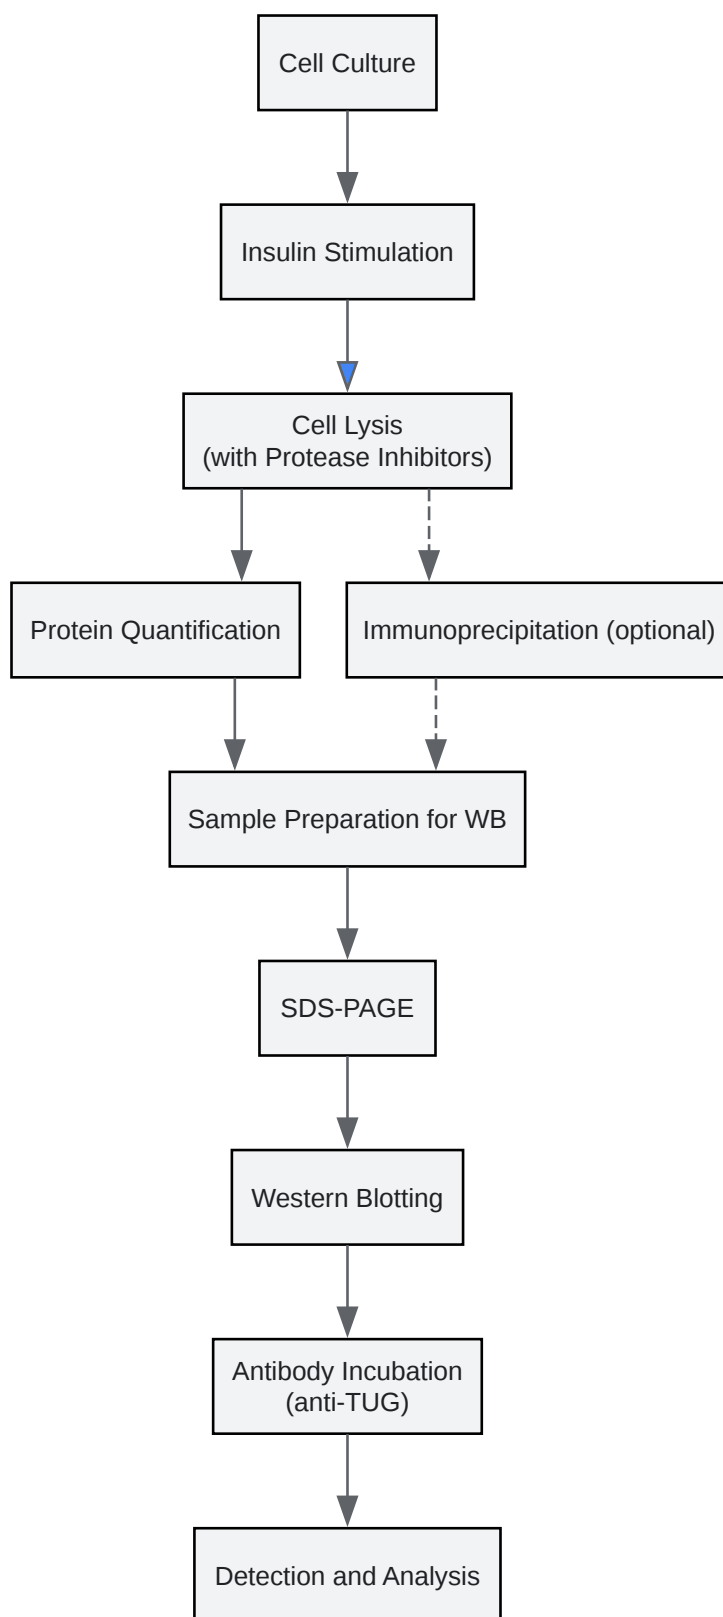 Cell Culture
Insulin Stimulation
Cell Lysis
(with Protease Inhibitors)
Protein Quantification
Immunoprecipitation (optional)
Sample Preparation for WB
SDS-PAGE
Western Blotting
Antibody Incubation
(anti-TUG)
Detection and Analysis